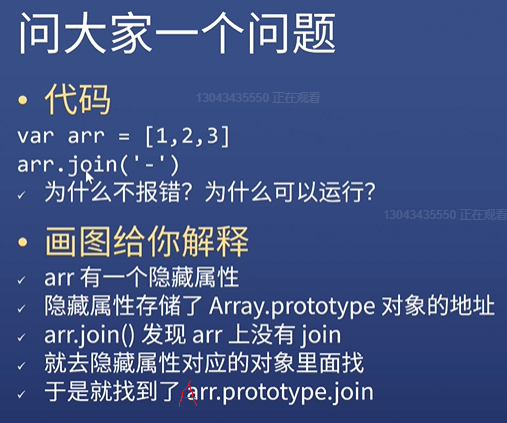 问大家一个问题
• 代码
13043435550 正在观看
var arr = [1,2,3]
arr.join('-')
✓ 为什么不报错？为什么可以运行？
13043435550 正在观看
• 画图给你解释
✓ arr 有一个隐藏属性
✓ 隐藏属性存储了 Array.prototype 对象的地址
✓ arr.join() 发现 arr 上没有 join
✓ 就去隐藏属性对应的对象里面找
✓ 于是就找到了 arr.prototype.join